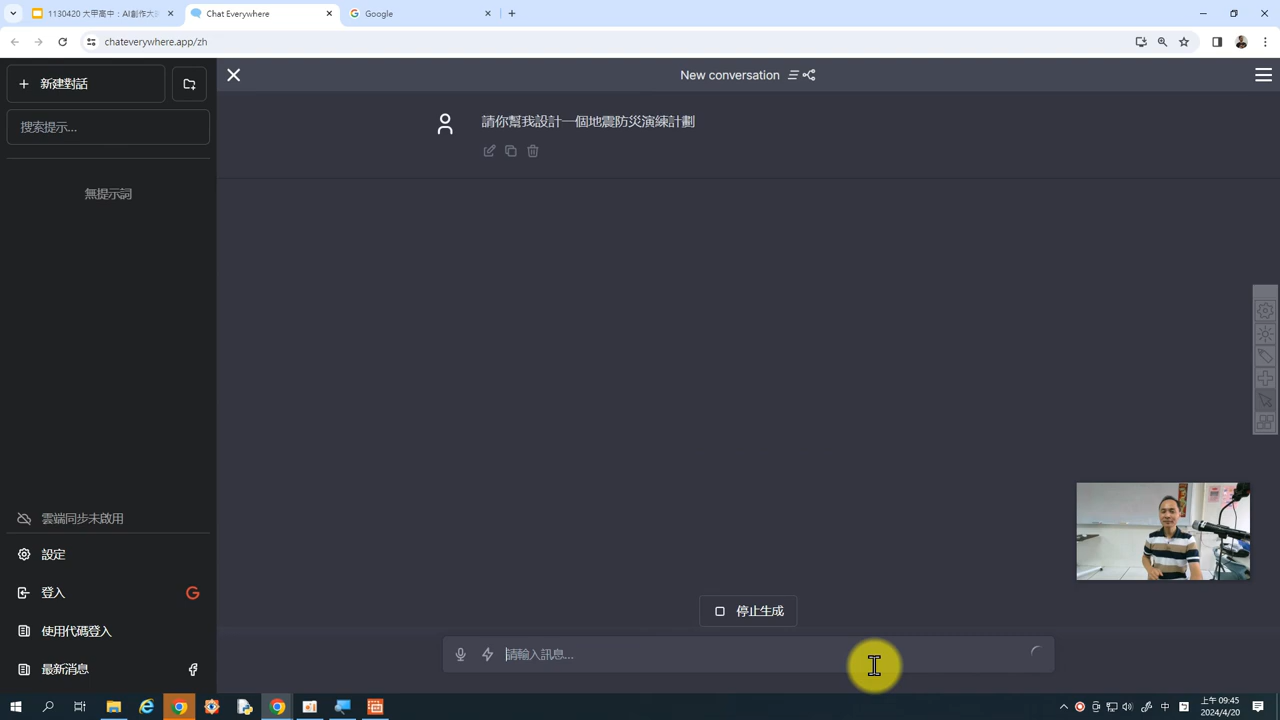 1130420 大甲高中：AI創作大
Chat Everywhere
Google
chateverywhere.app/zh
新建對話
New conversation
搜索提示...
請你幫我設計一個地震防災演練計劃
無提示詞
雲端同步未啟用
設定
登入
停止生成
使用代碼登入
請輸入訊息...
最新消息
中
上午 09:45
2024/4/20